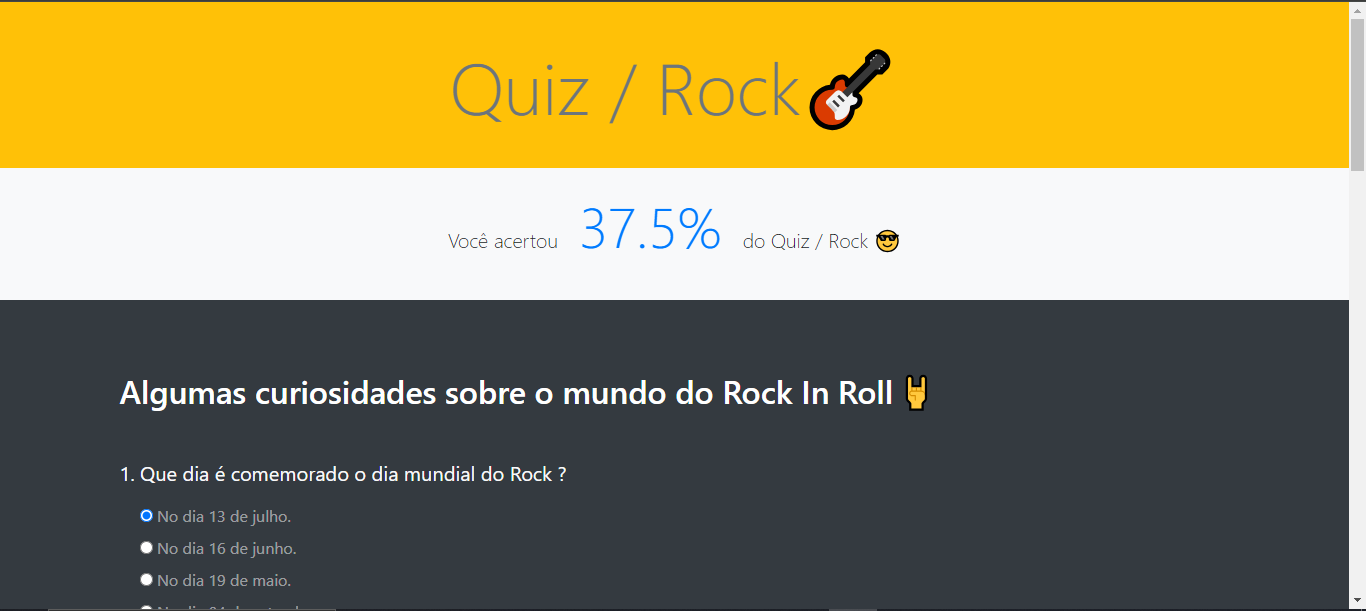 Quiz / Rock
Você acertou 37.5% do Quiz / Rock
Algumas curiosidades sobre o mundo do Rock In Roll
1. Que dia é comemorado o dia mundial do Rock ?
No dia 13 de julho.
No dia 16 de junho.
No dia 19 de maio.